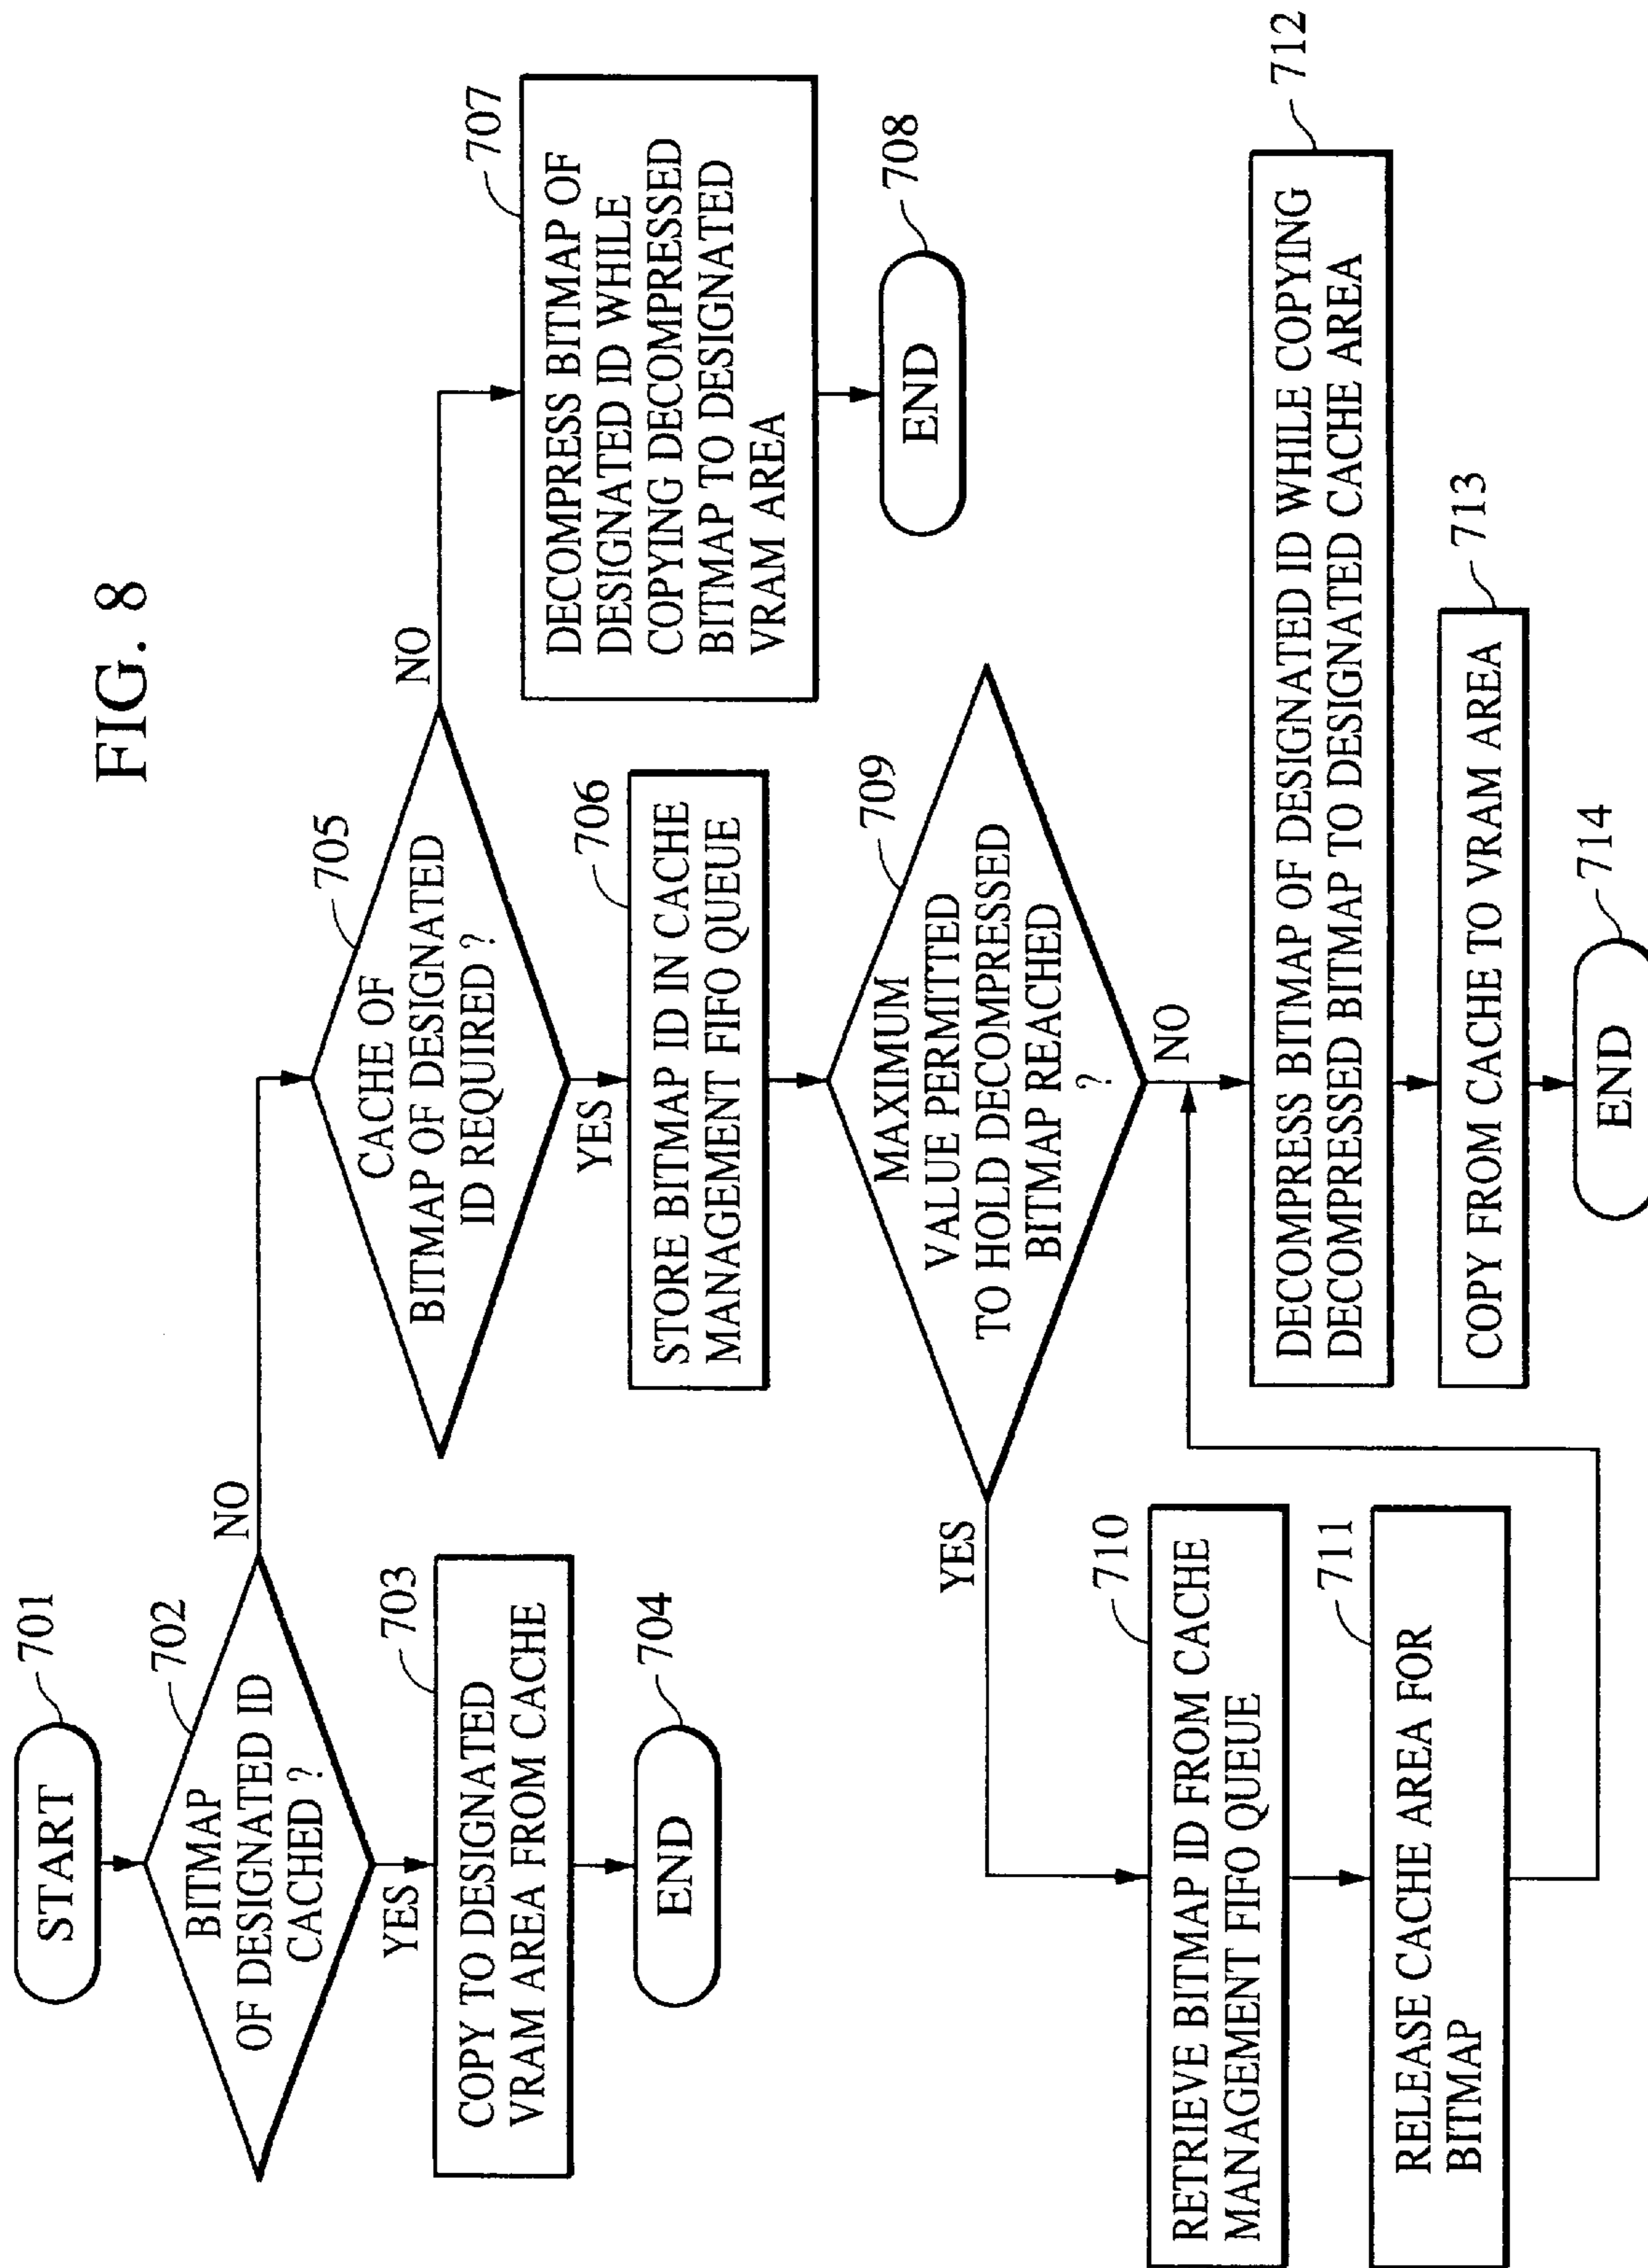 FIG. 8
START
701
BITMAP
OF DESIGNATED ID
CACHED ?
702
NO
YES
COPY TO DESIGNATED
VRAM AREA FROM CACHE
703
END
704
CACHE OF
BITMAP OF DESIGNATED
ID REQUIRED ?
705
NO
YES
STORE BITMAP ID IN CACHE
MANAGEMENT FIFO QUEUE
706
DECOMPRESS BITMAP OF
DESIGNATED ID WHILE
COPYING DECOMPRESSED
BITMAP TO DESIGNATED
VRAM AREA
707
END
708
MAXIMUM
VALUE PERMITTED
TO HOLD DECOMPRESSED
BITMAP REACHED
?
709
YES
NO
RETRIEVE BITMAP ID FROM CACHE
MANAGEMENT FIFO QUEUE
710
RELEASE CACHE AREA FOR
BITMAP
711
DECOMPRESS BITMAP OF DESIGNATED ID WHILE COPYING
DECOMPRESSED BITMAP TO DESIGNATED CACHE AREA
712
COPY FROM CACHE TO VRAM AREA
713
END
714